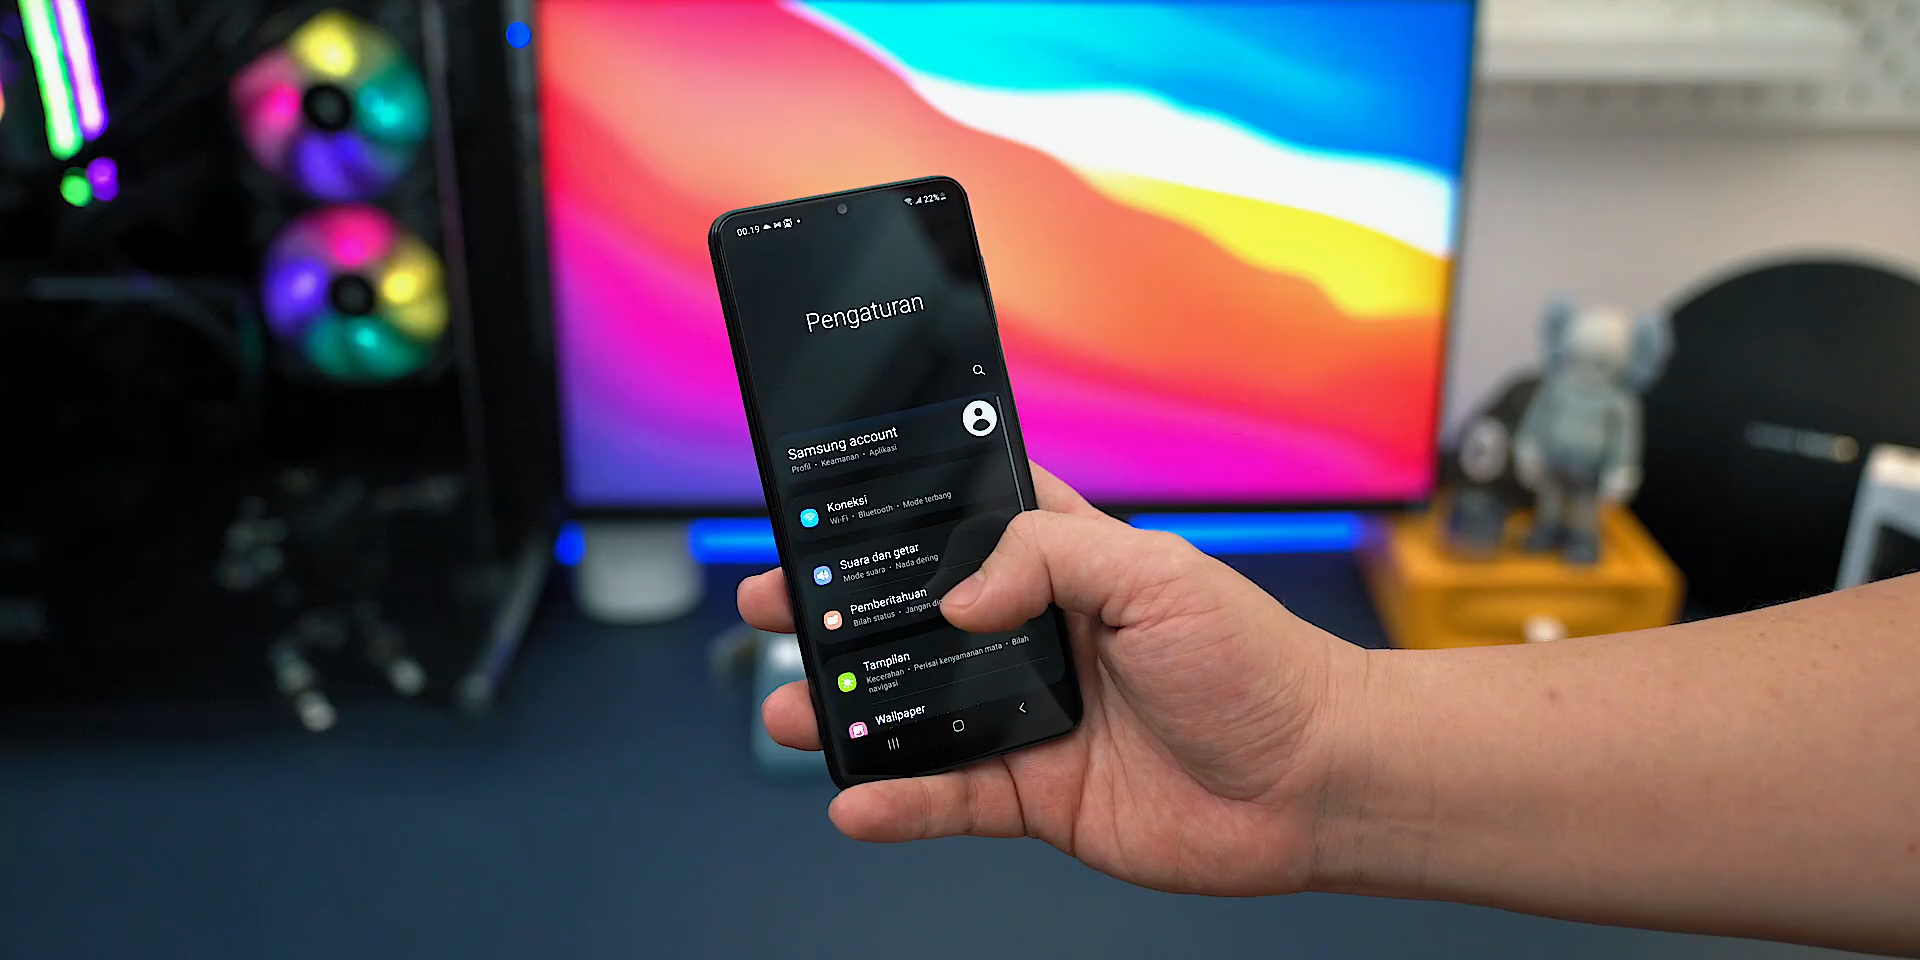 00.19
22%
Pengaturan
Samsung account
Profil • Keamanan • Aplikasi
Koneksi
Wi-Fi • Bluetooth • Mode terbang
Suara dan getar
Mode suara • Nada dering
Pemberitahuan
Bilah status • Jangan
Tampilan
Kecerahan • Perisai kenyamanan mata • Bilah
navigasi
Wallpaper